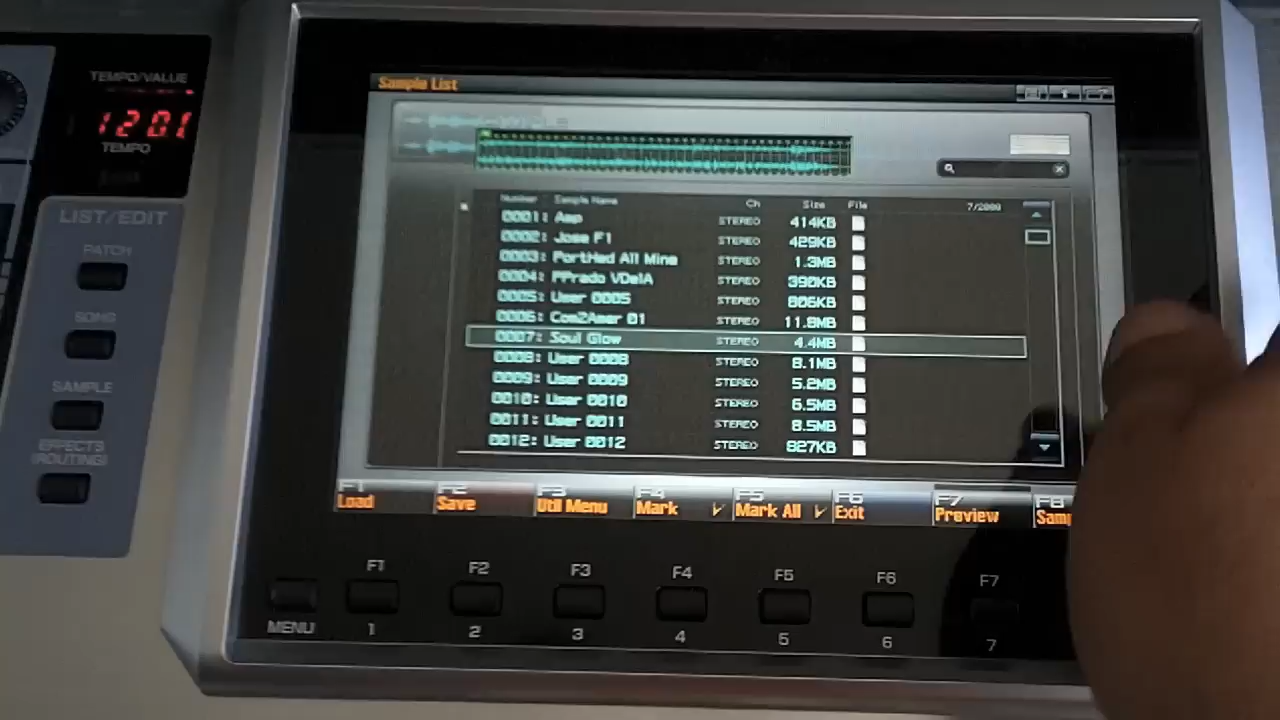 TEMPO/VALUE
1201
TEMPO
LIST/EDIT
PATCH
SONG
SAMPLE
EFFECTS
(ROUTING)
Sample List
Number Sample Name Ch Size File 7/2000
0001: Amp STEREO 414KB
0002: Jose F1 STEREO 429KB
0003: PortHed All Mine STEREO 1.3MB
0004: PPrado VDelA STEREO 390KB
0005: User 0005 STEREO 806KB
0006: Com2Amer 01 STEREO 11.8MB
0007: Soul Glow STEREO 4.4MB
0008: User 0008 STEREO 8.1MB
0009: User 0009 STEREO 5.2MB
0010: User 0010 STEREO 6.5MB
0011: User 0011 STEREO 8.5MB
0012: User 0012 STEREO 827KB
F1 F2 F3 F4 F5 F6 F7 F8
Load Save Util Menu Mark Mark All Exit Preview Samp
F1 F2 F3 F4 F5 F6 F7
MENU 1 2 3 4 5 6 7